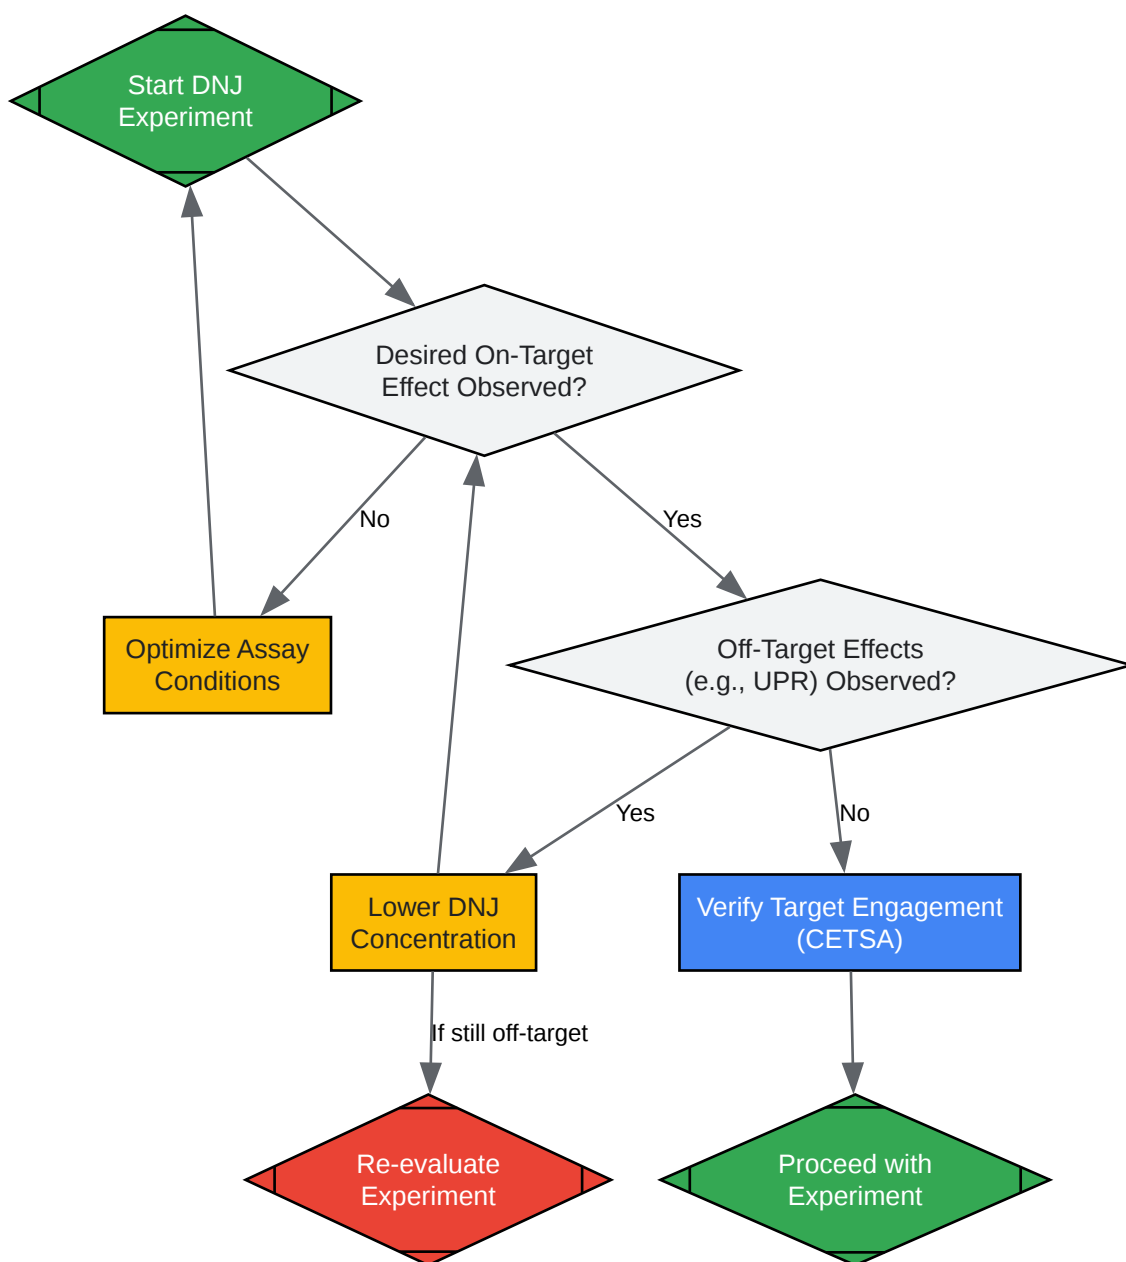 Start DNJ
Experiment
Desired On-Target
Effect Observed?
No
Yes
Optimize Assay
Conditions
Off-Target Effects
(e.g., UPR) Observed?
Yes
No
Lower DNJ
Concentration
Verify Target Engagement
(CETSA)
If still off-target
Re-evaluate
Experiment
Proceed with
Experiment